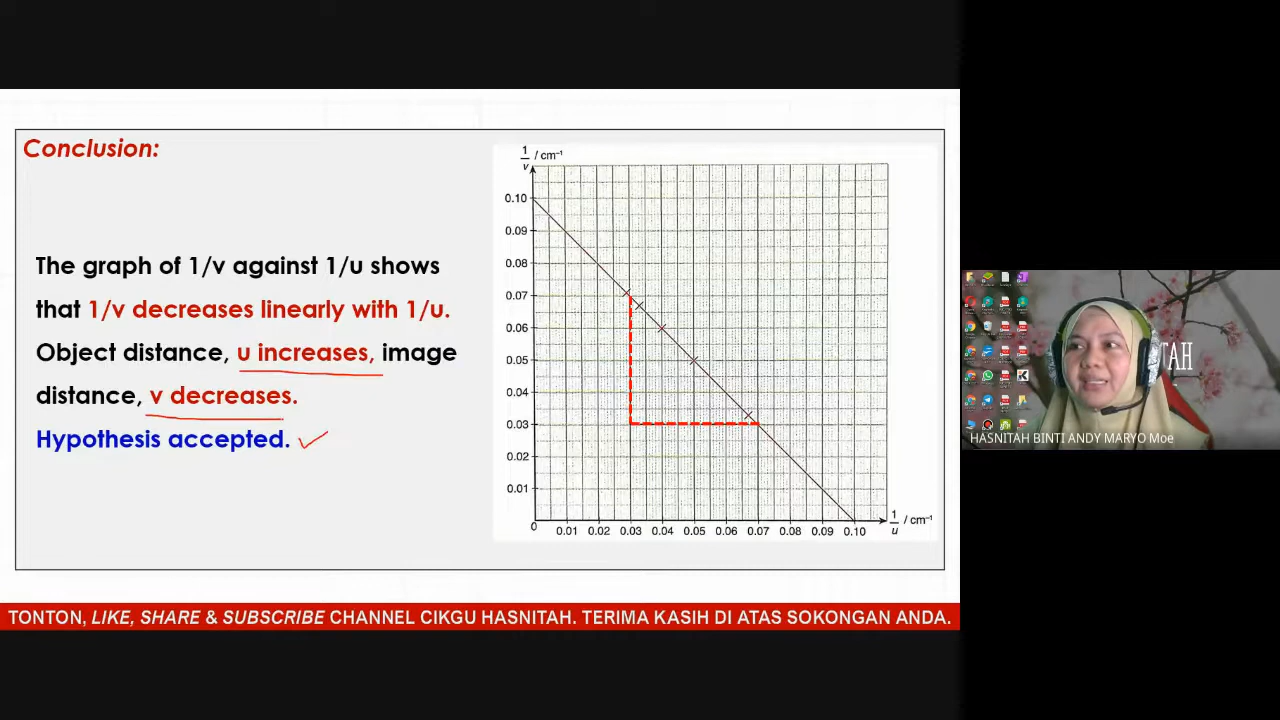 Conclusion:
The graph of 1/v against 1/u shows
that 1/v decreases linearly with 1/u.
Object distance, u increases, image
distance, v decreases.
Hypothesis accepted.
1/v / cm⁻¹
0.10
0.09
0.08
0.07
0.06
0.05
0.04
0.03
0.02
0.01
0 0.01 0.02 0.03 0.04 0.05 0.06 0.07 0.08 0.09 0.10
1/u / cm⁻¹
TAH
HASNITAH BINTI ANDY MARYO Moe
TONTON, LIKE, SHARE & SUBSCRIBE CHANNEL CIKGU HASNITAH. TERIMA KASIH DI ATAS SOKONGAN ANDA.